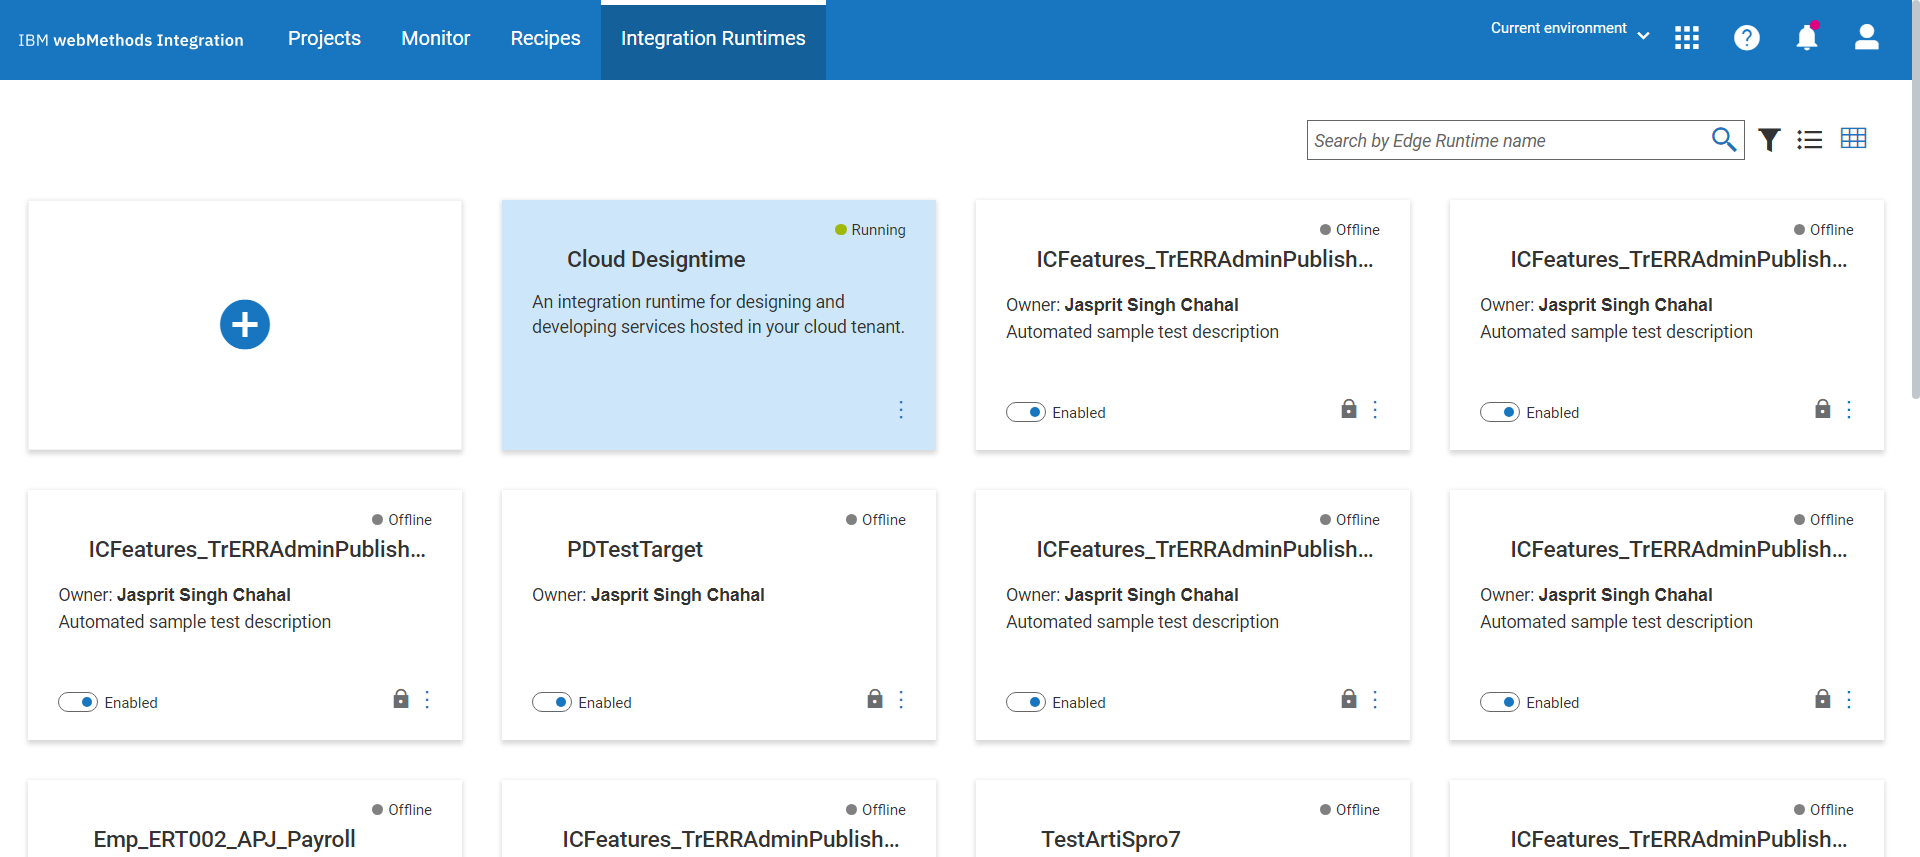 IBM webMethods Integration
Projects
Monitor
Recipes
Integration Runtimes
Current environment
Search by Edge Runtime name
Running
Cloud Designtime
An integration runtime for designing and
developing services hosted in your cloud tenant.
Offline
ICFeatures_TrERRAdminPublish...
Owner: Jasprit Singh Chahal
Automated sample test description
Enabled
Offline
ICFeatures_TrERRAdminPublish...
Owner: Jasprit Singh Chahal
Automated sample test description
Enabled
Offline
ICFeatures_TrERRAdminPublish...
Owner: Jasprit Singh Chahal
Automated sample test description
Enabled
Offline
PDTestTarget
Owner: Jasprit Singh Chahal
Enabled
Offline
ICFeatures_TrERRAdminPublish...
Owner: Jasprit Singh Chahal
Automated sample test description
Enabled
Offline
ICFeatures_TrERRAdminPublish...
Owner: Jasprit Singh Chahal
Automated sample test description
Enabled
Offline
Emp_ERT002_APJ_Payroll
Offline
ICFeatures_TrERRAdminPublish...
Offline
TestArtiSpro7
Offline
ICFeatures_TrERRAdminPublish...